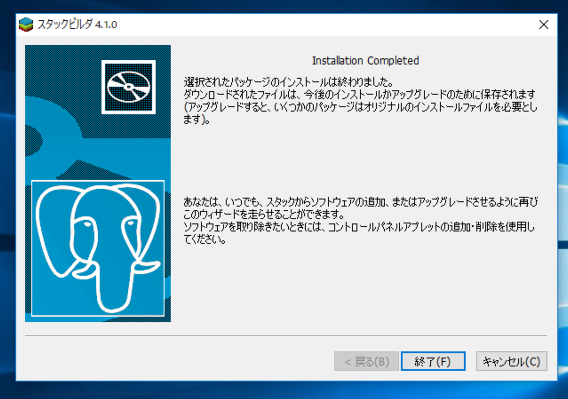 スタックビルダ 4.1.0
Installation Completed
選択されたパッケージのインストールは終わりました。
ダウンロードされたファイルは、今後のインストールかアップグレードのために保存されます
(アップグレードすると、いくつかのパッケージはオリジナルのインストールファイルを必要とし
ます)。
あなたは、いつでも、スタックからソフトウェアの追加、またはアップグレードさせるように再び
このウィザードを走らせることができます。
ソフトウェアを取り除きたいときには、コントロールパネルアプレットの追加・削除を使用し
てください。
< 戻る(B)
終了(F)
キャンセル(C)